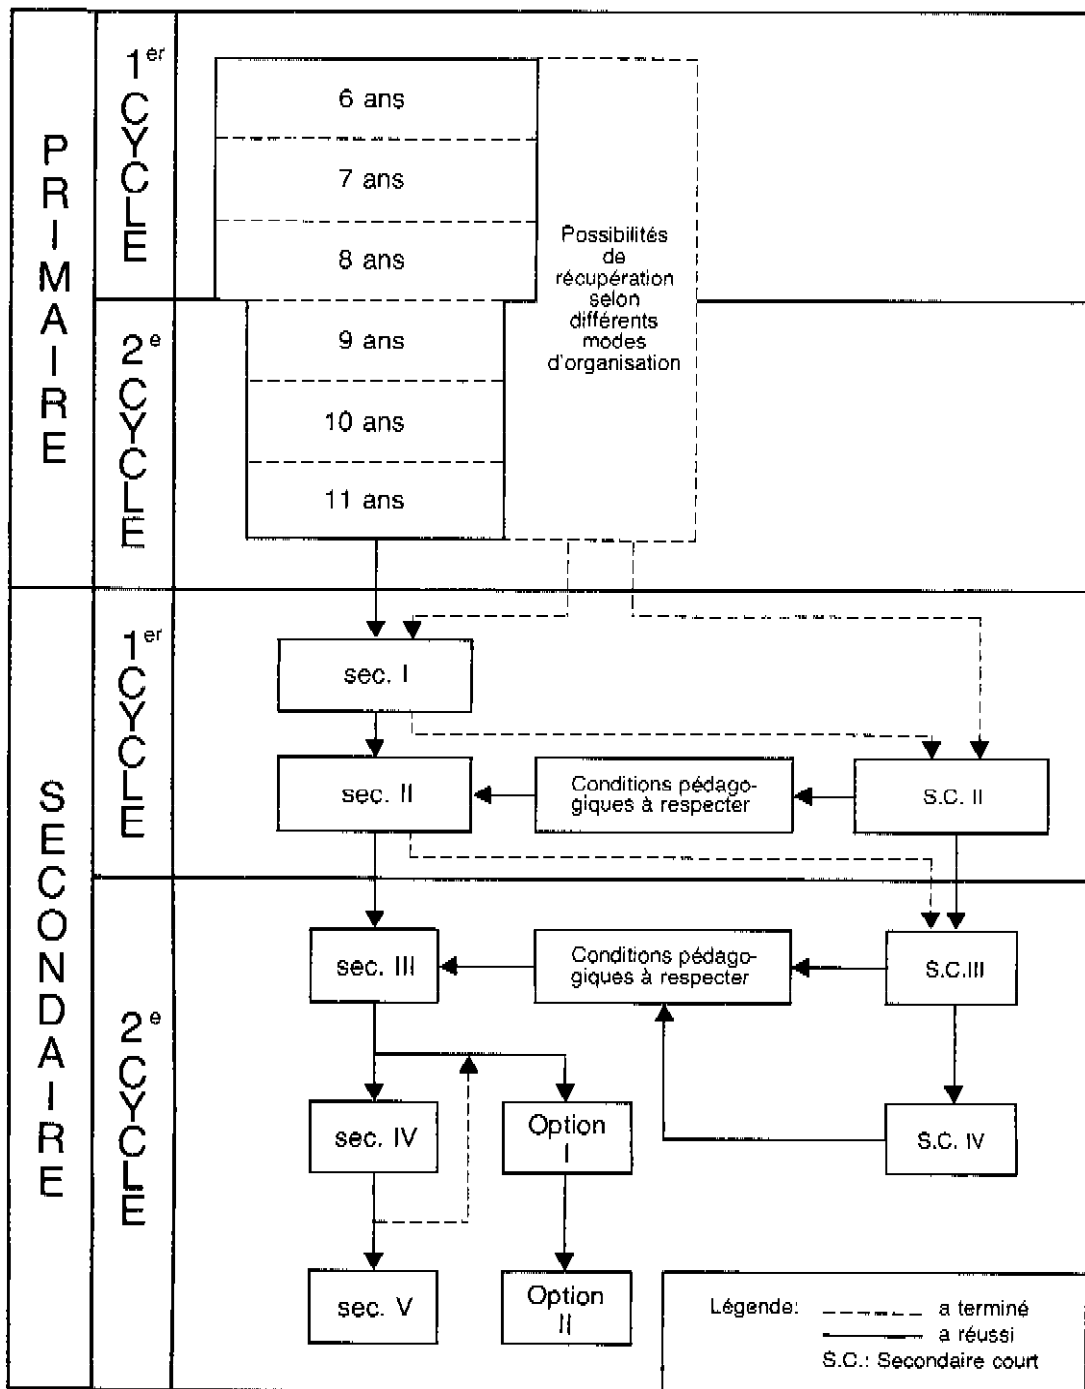 PRIMAIRE
1er CYCLE
6 ans
7 ans
8 ans
Possibilités
de
récupération
selon
différents
modes
d'organisation
2e CYCLE
9 ans
10 ans
11 ans
SECONDAIRE
1er CYCLE
sec. I
sec. II
Conditions pédago-
giques à respecter
S.C. II
2e CYCLE
sec. III
Conditions pédago-
giques à respecter
S.C.III
sec. IV
Option
I
S.C. IV
sec. V
Option
II
Légende: a terminé
a réussi
S.C.: Secondaire court